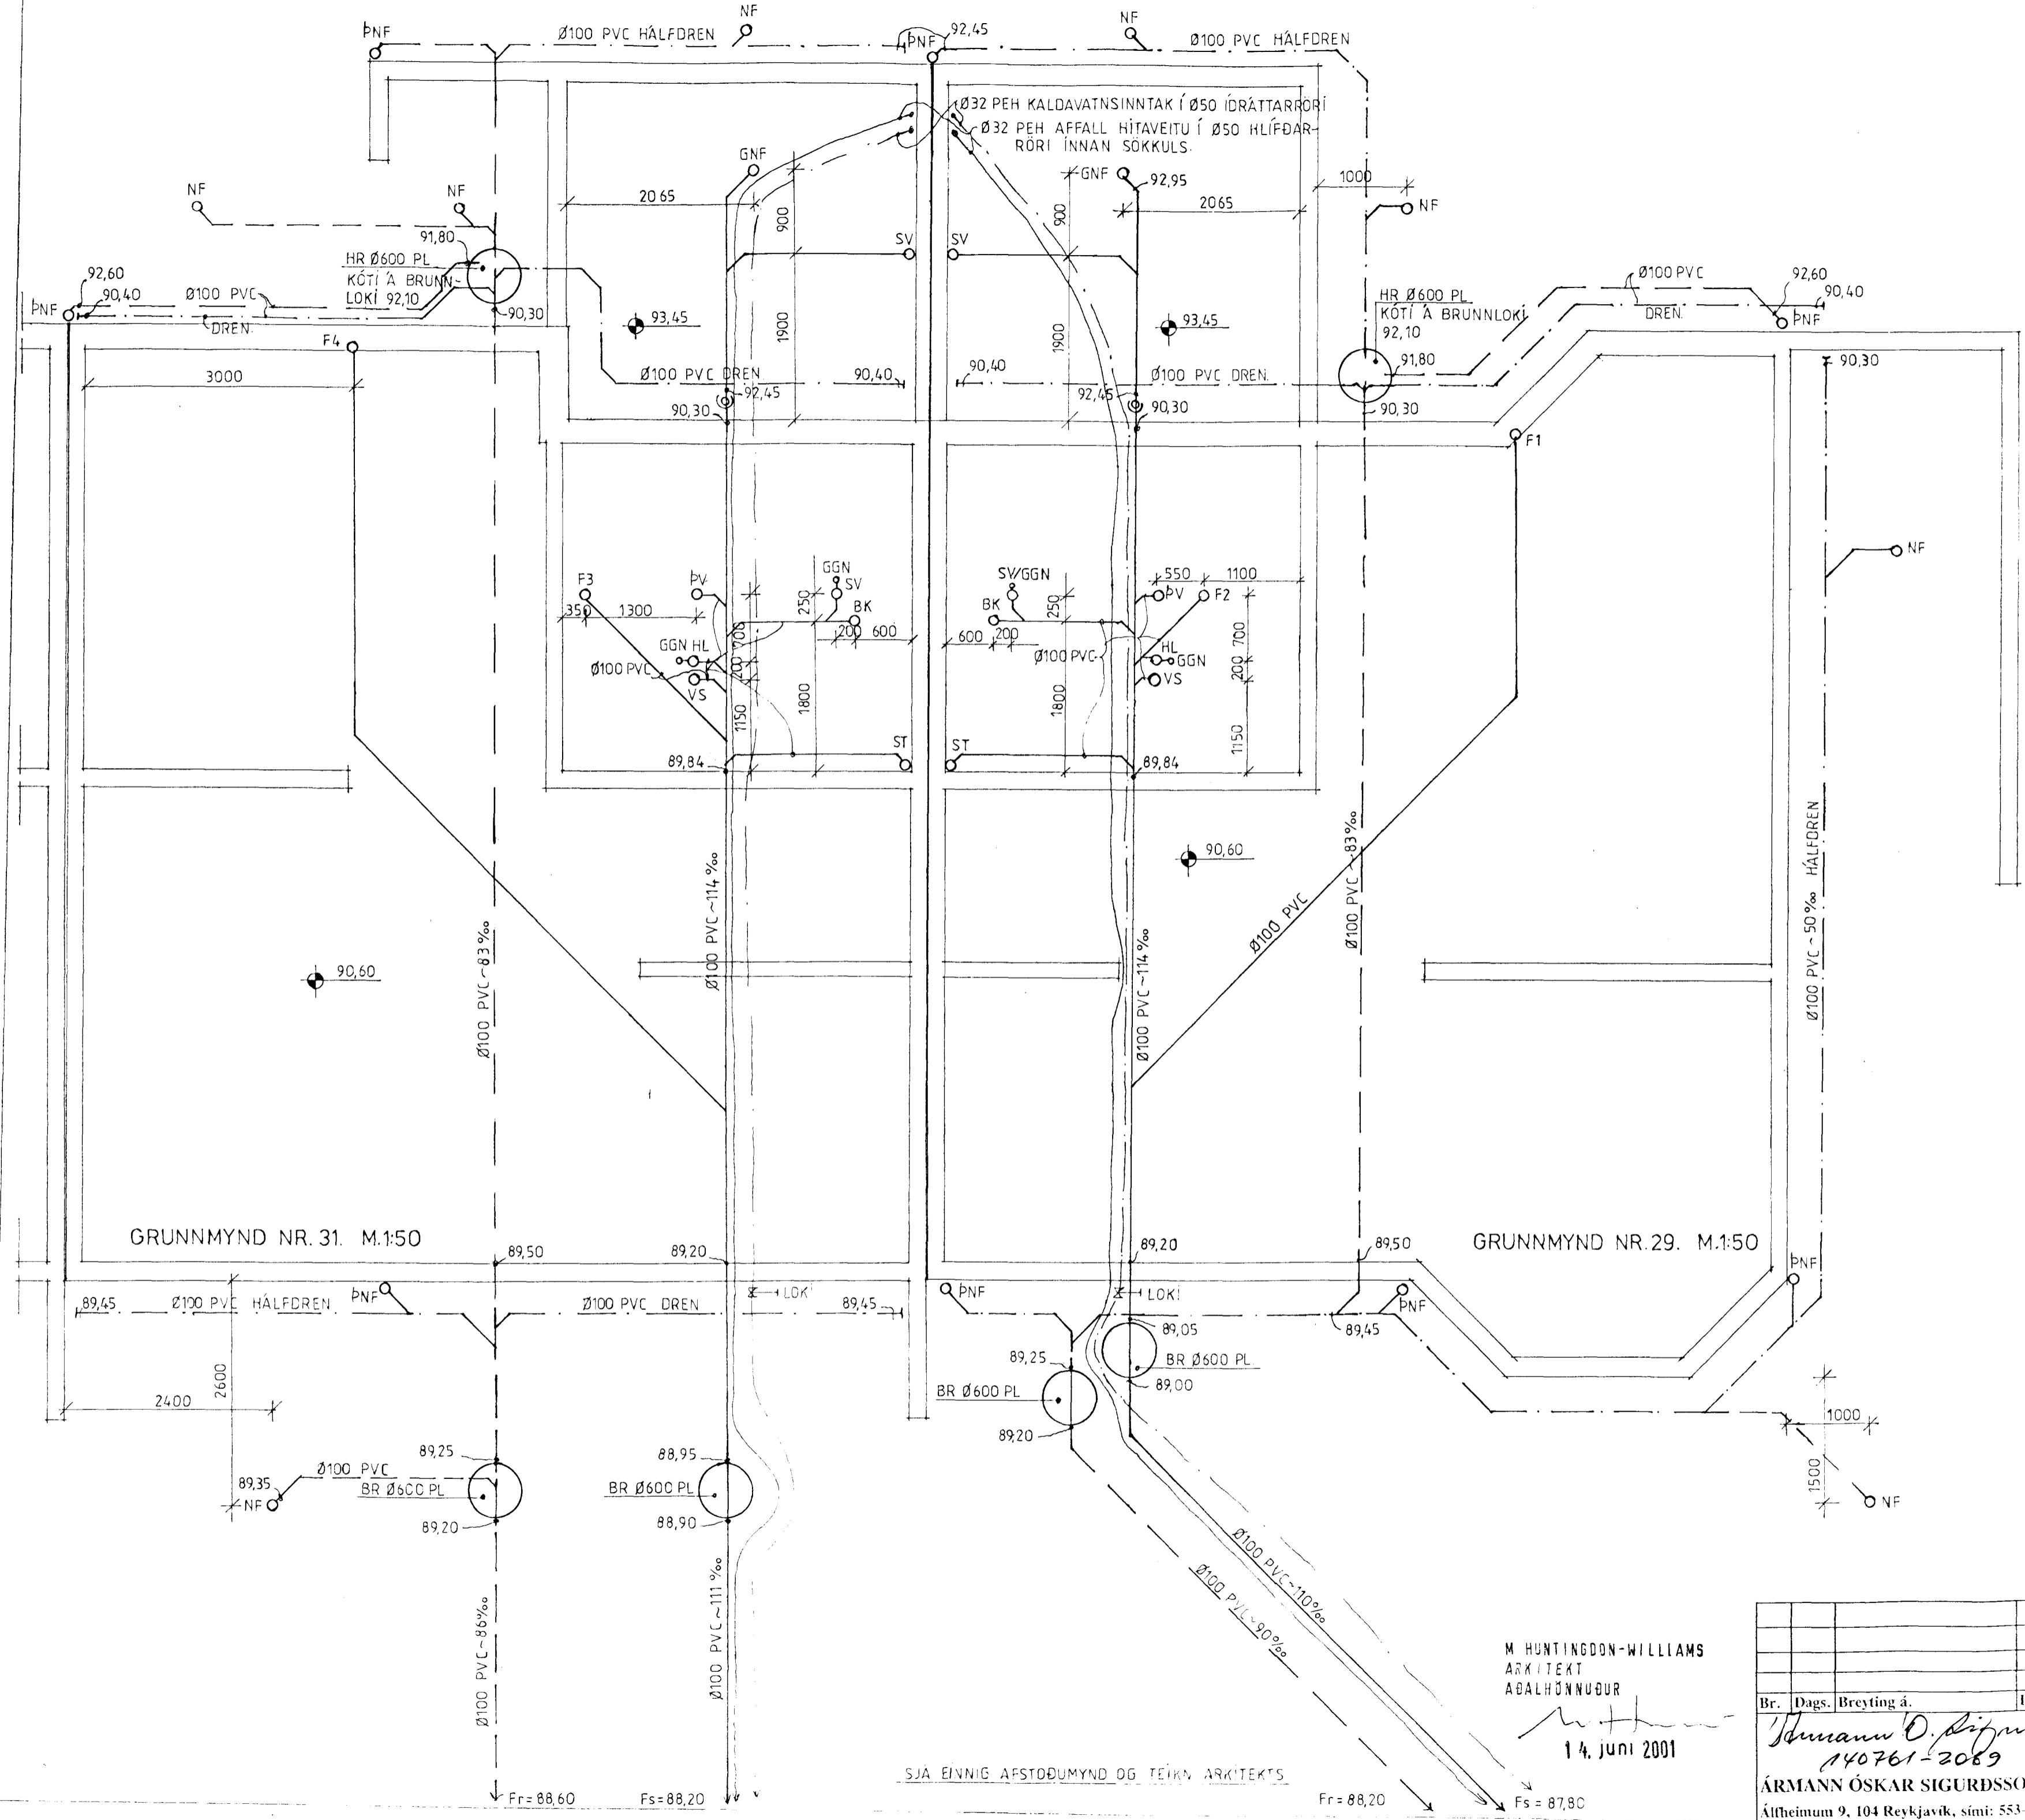 NF
ÞNF
Ø100 PVC HÁLFDREN
ÞNF
92,45
NF
Ø100 PVC HÁLFDREN
Ø32 PEH KALDAVATNSINNTAK Í Ø50 ÍDRÁTTARRÖRI
Ø32 PEH AFFALL HITAVEITU Í Ø50 HLÍFÐAR-
RÖRI INNAN SÖKKULS.
GNF
GNF
92,95
1000
NF
NF
NF
2065
900
900
2065
91,80
SV
SV
HR Ø600 PL
KÓTI Á BRUNN-
LOKI 92,10
92,60
90,40
Ø100 PVC
ÞNF
DREN
90,30
93,45
1900
1900
93,45
HR Ø600 PL
KÓTI Á BRUNNLOKI
92,10
Ø100 PVC
92,60
90,40
DREN.
ÞNF
F4
3000
Ø100 PVC DREN
90,40
90,40
Ø100 PVC DREN.
91,80
90,30
92,45
92,45
90,30
90,30
90,30
F1
NF
F3
ÞV
GGN
SV
BK
SV/GGN
BK
550
1100
ÞV
F2
350
1300
250
250
200
600
600
200
700
700
GGN HL
Ø100 PVC
200
VS
Ø100 PVC
HL
GGN
VS
200
1150
1800
1800
1150
ST
ST
89,84
89,84
90,60
Ø100 PVC ~83‰
Ø100 PVC ~114‰
Ø100 PVC ~114‰
Ø100 PVC
Ø100 PVC ~83‰
Ø100 PVC ~50‰ HÁLFDREN
90,60
GRUNNMYND NR. 31. M.1:50
89,50
89,20
89,20
89,50
GRUNNMYND NR. 29. M.1:50
89,45
Ø100 PVC HÁLFDREN
ÞNF
Ø100 PVC DREN
LOKI
89,45
ÞNF
LOKI
ÞNF
ÞNF
89,05
89,45
2600
2400
89,25
BR Ø600 PL
BR Ø600 PL
89,00
89,20
1000
1500
NF
89,25
88,95
89,35
Ø100 PVC
NF
BR Ø600 PL
BR Ø600 PL
89,20
88,90
Ø100 PVC ~86‰
Ø100 PVC ~111‰
Ø100 PVC ~110‰
Ø100 PVC ~90‰
M HUNTINGDON-WILLIAMS
ARKITEKT
AÐALHÖNNUÐUR
14. júní 2001
Br. Dags. Breyting á.
140761-2069
ÁRMANN ÓSKAR SIGURÐSSO
Álfheimum 9, 104 Reykjavík, sími: 553
SJÁ EINNIG AFSTÖÐUMYND OG TEIKN ARKITEKTS
Fr= 88,60
Fs= 88,20
Fr= 88,20
Fs = 87,80